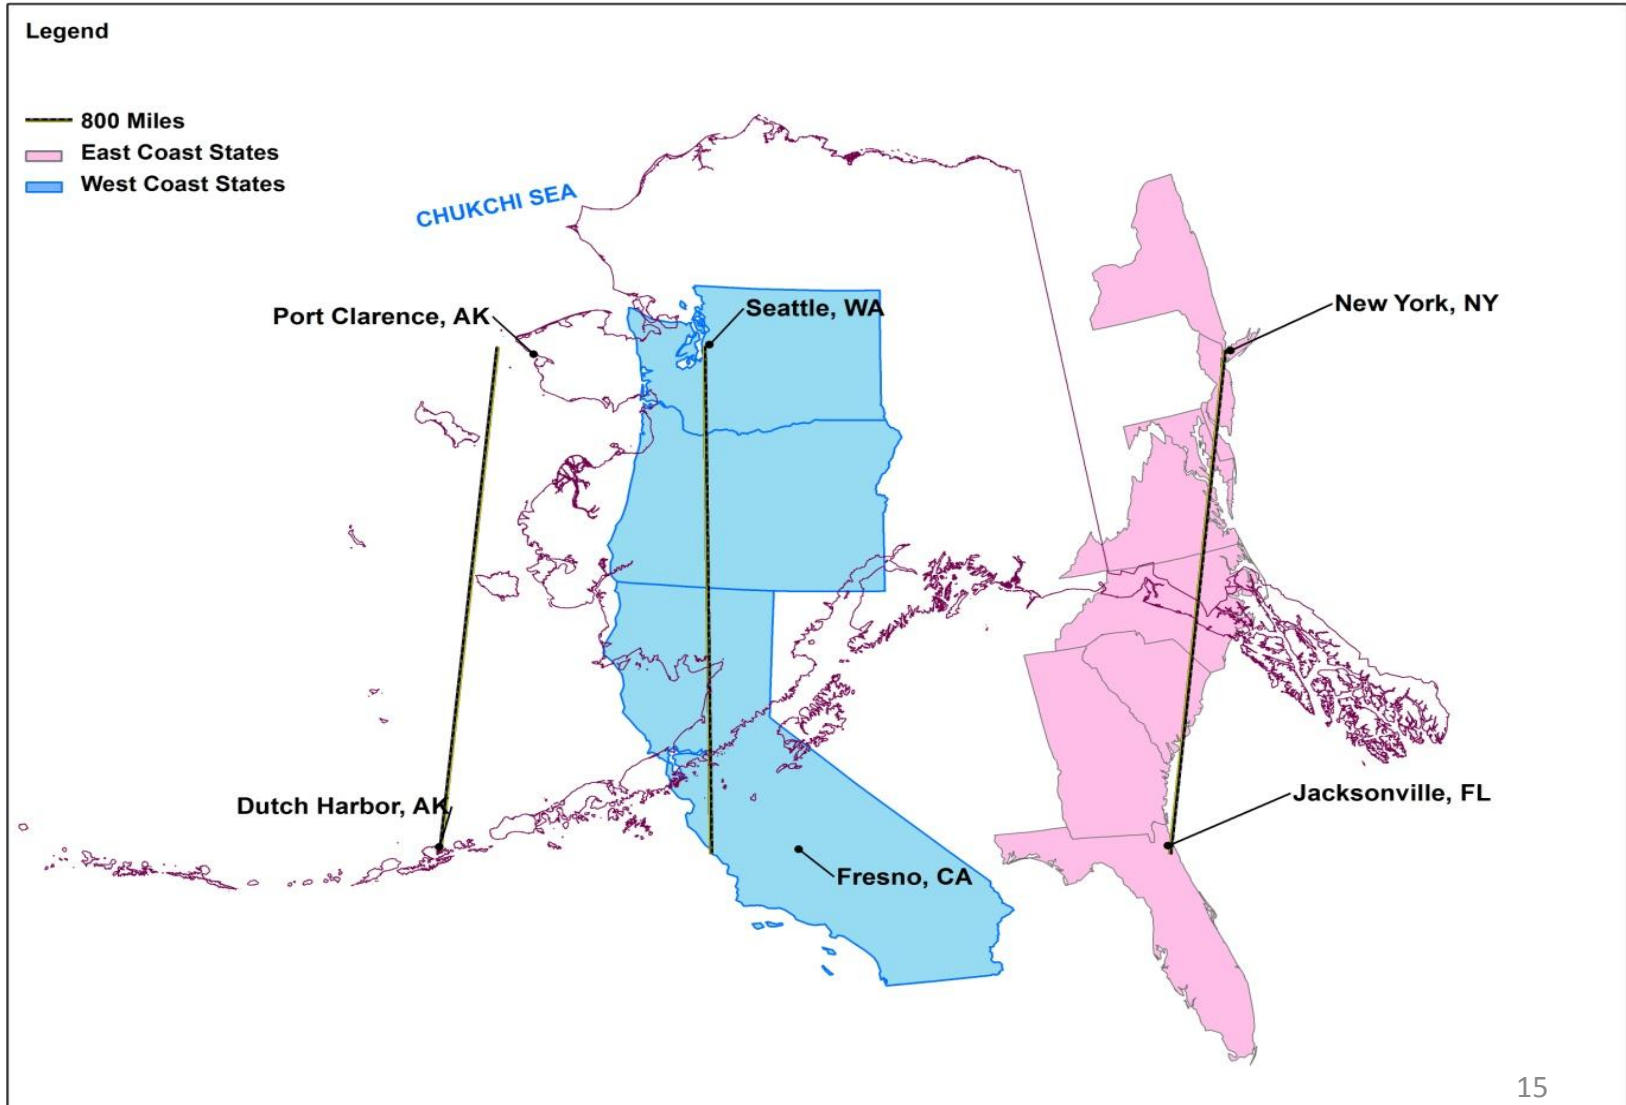 Legend
800 Miles
East Coast States
West Coast States
CHUKCHI SEA
Port Clarence, AK
Seattle, WA
New York, NY
Dutch Harbor, AK
Jacksonville, FL
Fresno, CA
15